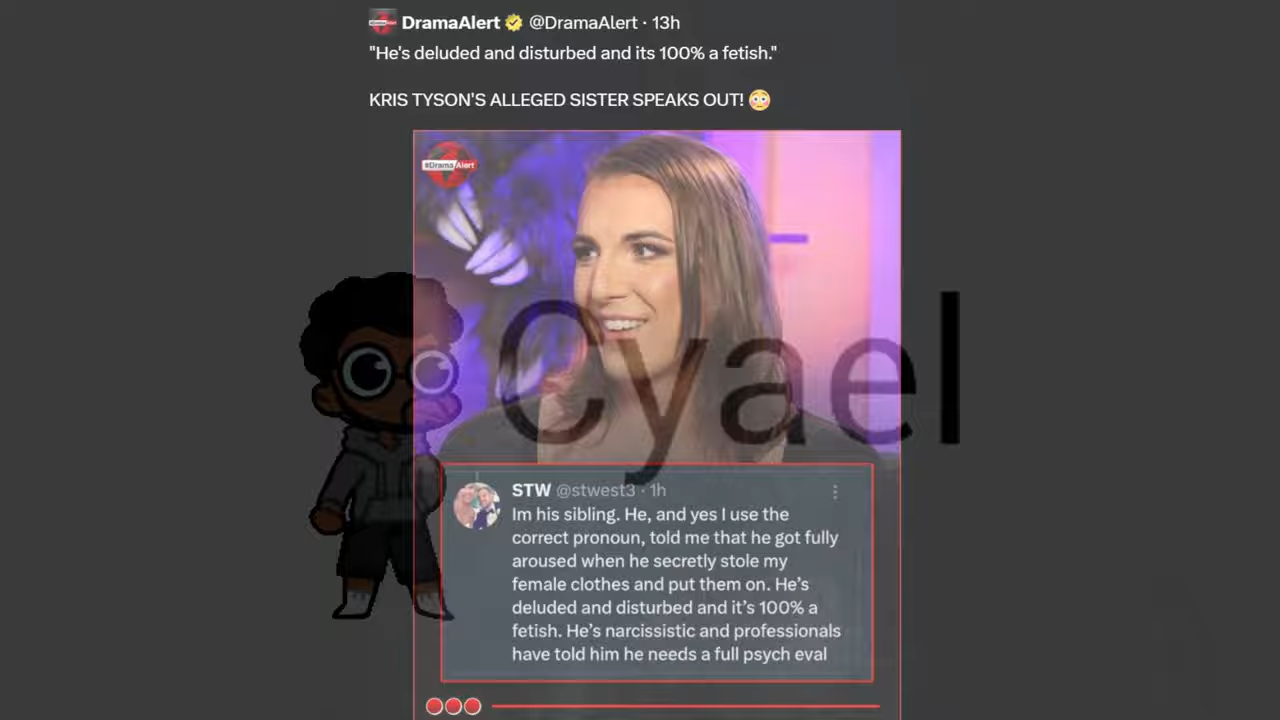 DramaAlert @DramaAlert · 13h
"He's deluded and disturbed and its 100% a fetish."
KRIS TYSON'S ALLEGED SISTER SPEAKS OUT! 😳
#DramaAlert
Cyael
STW @stwest3 · 1h
Im his sibling. He, and yes I use the
correct pronoun, told me that he got fully
aroused when he secretly stole my
female clothes and put them on. He's
deluded and disturbed and it's 100% a
fetish. He's narcissistic and professionals
have told him he needs a full psych eval